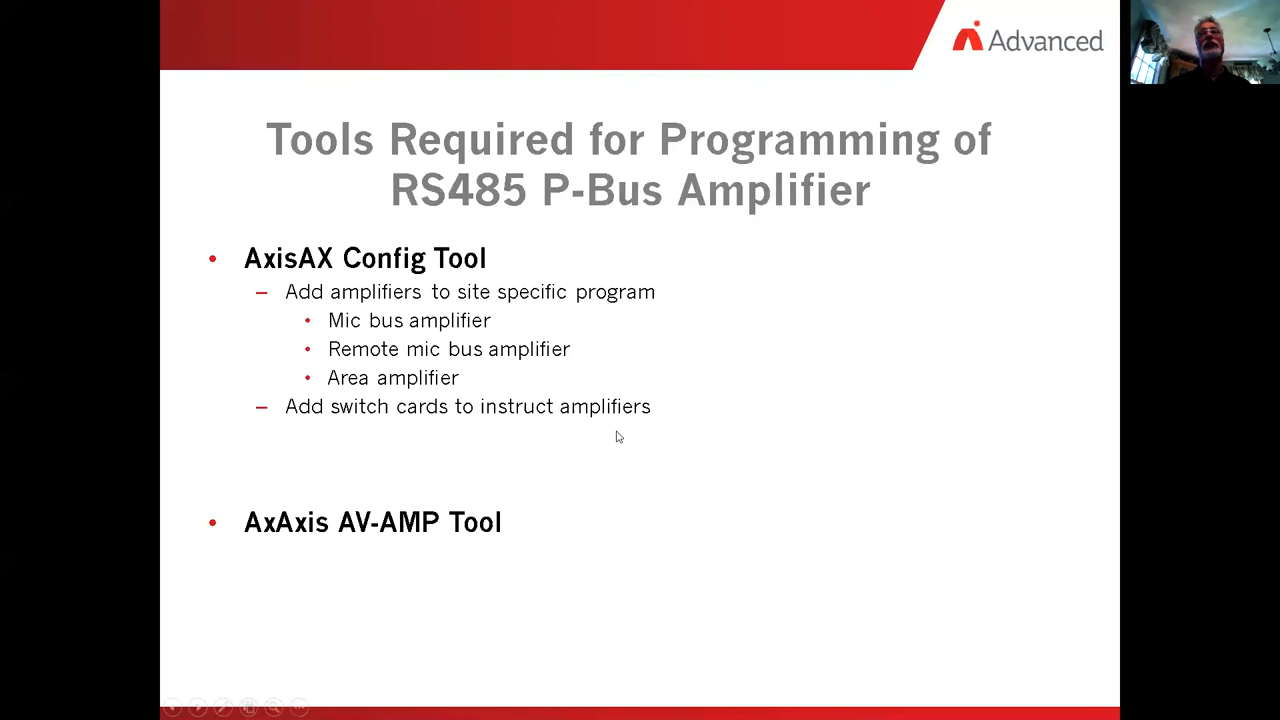 Advanced
Tools Required for Programming of
RS485 P-Bus Amplifier
• AxisAX Config Tool
– Add amplifiers to site specific program
• Mic bus amplifier
• Remote mic bus amplifier
• Area amplifier
– Add switch cards to instruct amplifiers
• AxAxis AV-AMP Tool